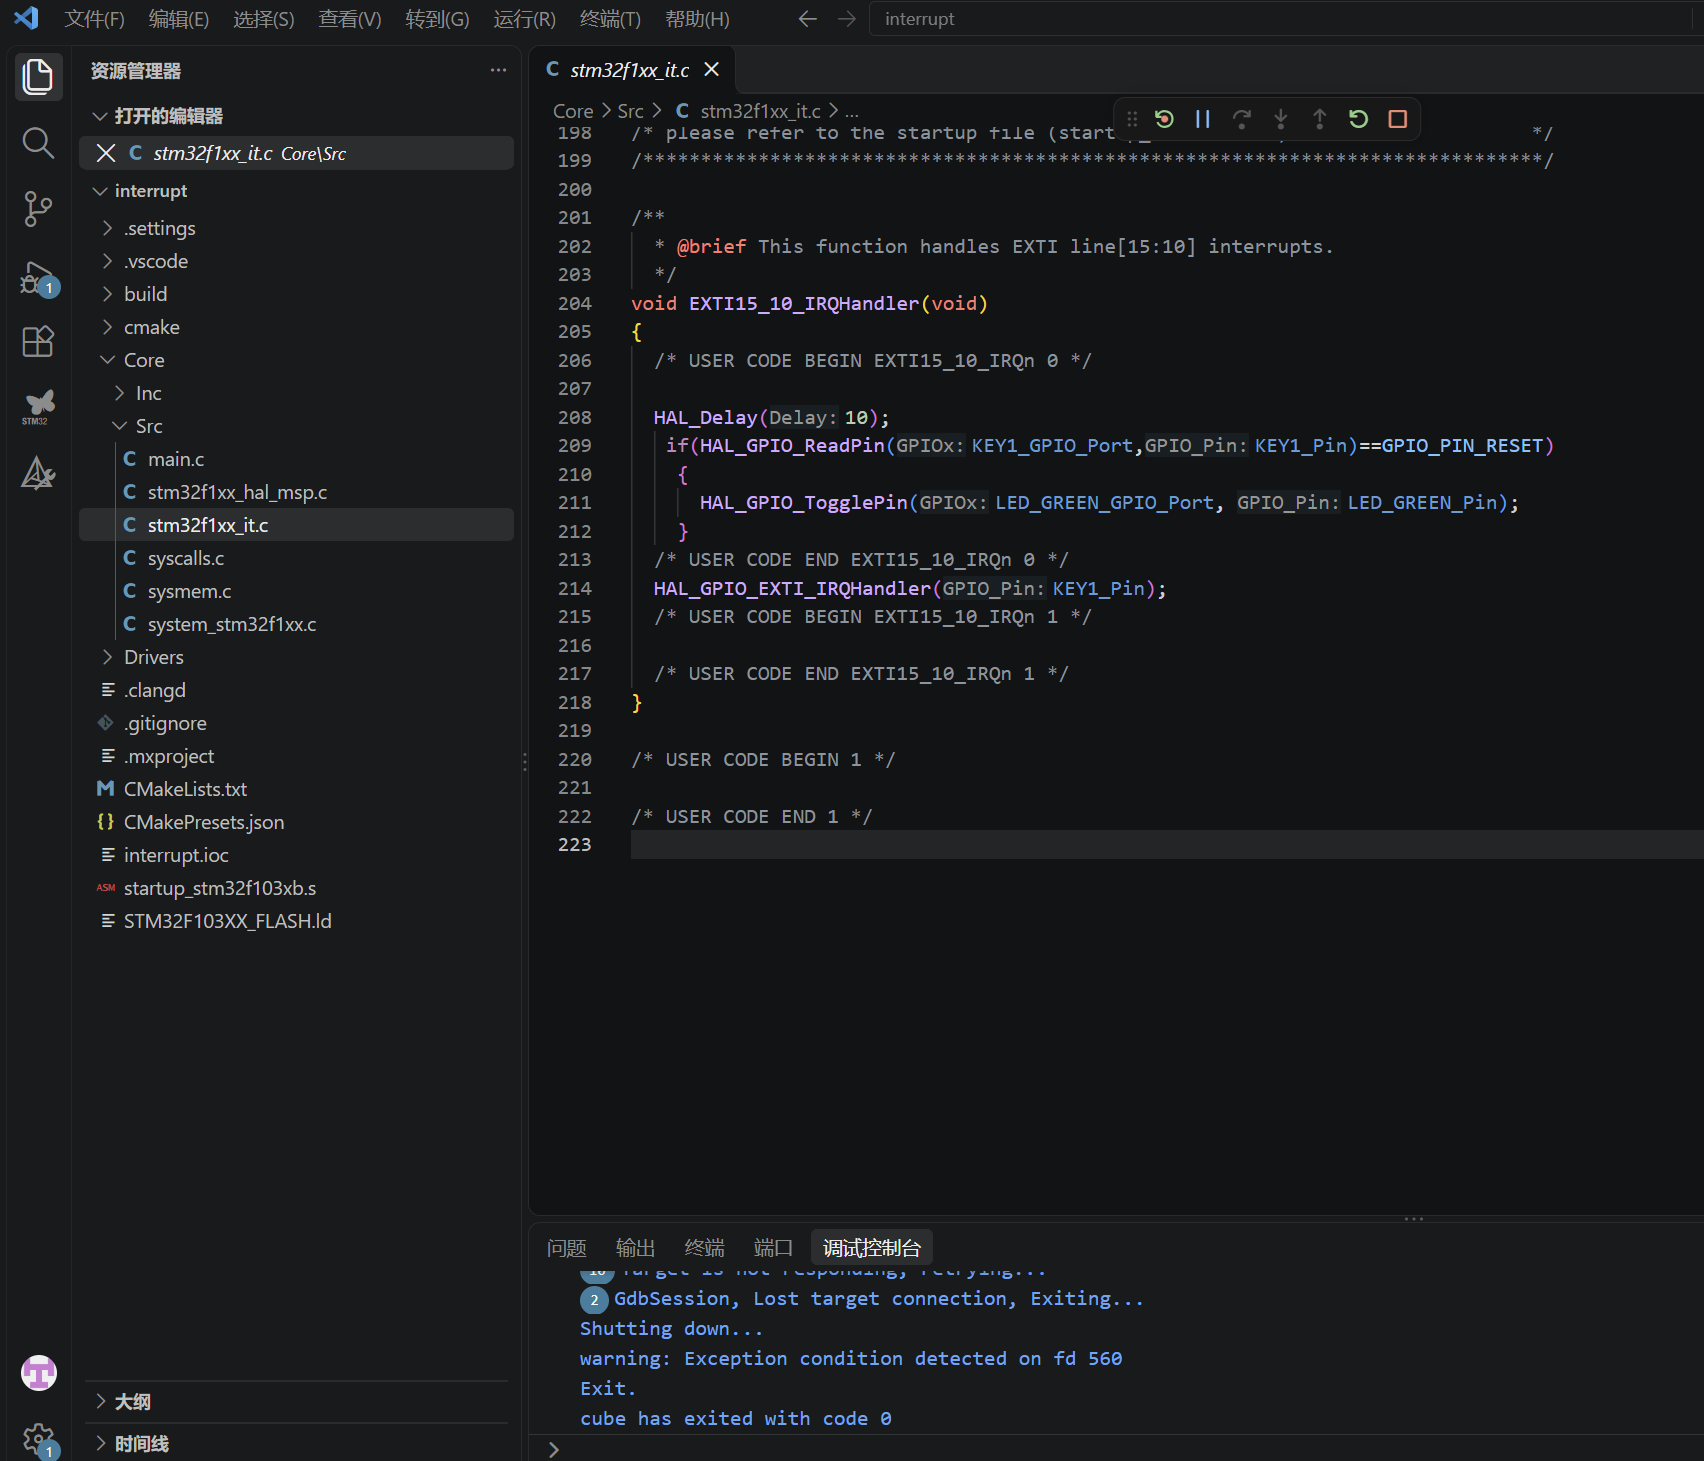 文件(F) 编辑(E) 选择(S) 查看(V) 转到(G) 运行(R) 终端(T) 帮助(H) interrupt
资源管理器
打开的编辑器
stm32f1xx_it.c Core\Src
interrupt
.settings
.vscode
build
cmake
Core
Inc
Src
main.c
stm32f1xx_hal_msp.c
stm32f1xx_it.c
syscalls.c
sysmem.c
system_stm32f1xx.c
Drivers
.clangd
.gitignore
.mxproject
CMakeLists.txt
CMakePresets.json
interrupt.ioc
ASM startup_stm32f103xb.s
STM32F103XX_FLASH.ld
大纲
时间线
1
STM32
1
C stm32f1xx_it.c
Core > Src > C stm32f1xx_it.c > ...
198 /* please refer to the startup file (start */
199 /******************************************************************************/
200
201 /**
202 * @brief This function handles EXTI line[15:10] interrupts.
203 */
204 void EXTI15_10_IRQHandler(void)
205 {
206 /* USER CODE BEGIN EXTI15_10_IRQn 0 */
207
208 HAL_Delay(Delay: 10);
209 if(HAL_GPIO_ReadPin(GPIOx: KEY1_GPIO_Port,GPIO_Pin: KEY1_Pin)==GPIO_PIN_RESET)
210 {
211 HAL_GPIO_TogglePin(GPIOx: LED_GREEN_GPIO_Port, GPIO_Pin: LED_GREEN_Pin);
212 }
213 /* USER CODE END EXTI15_10_IRQn 0 */
214 HAL_GPIO_EXTI_IRQHandler(GPIO_Pin: KEY1_Pin);
215 /* USER CODE BEGIN EXTI15_10_IRQn 1 */
216
217 /* USER CODE END EXTI15_10_IRQn 1 */
218 }
219
220 /* USER CODE BEGIN 1 */
221
222 /* USER CODE END 1 */
223
问题 输出 终端 端口 调试控制台
Target is not responding, retrying...
2 GdbSession, Lost target connection, Exiting...
Shutting down...
warning: Exception condition detected on fd 560
Exit.
cube has exited with code 0